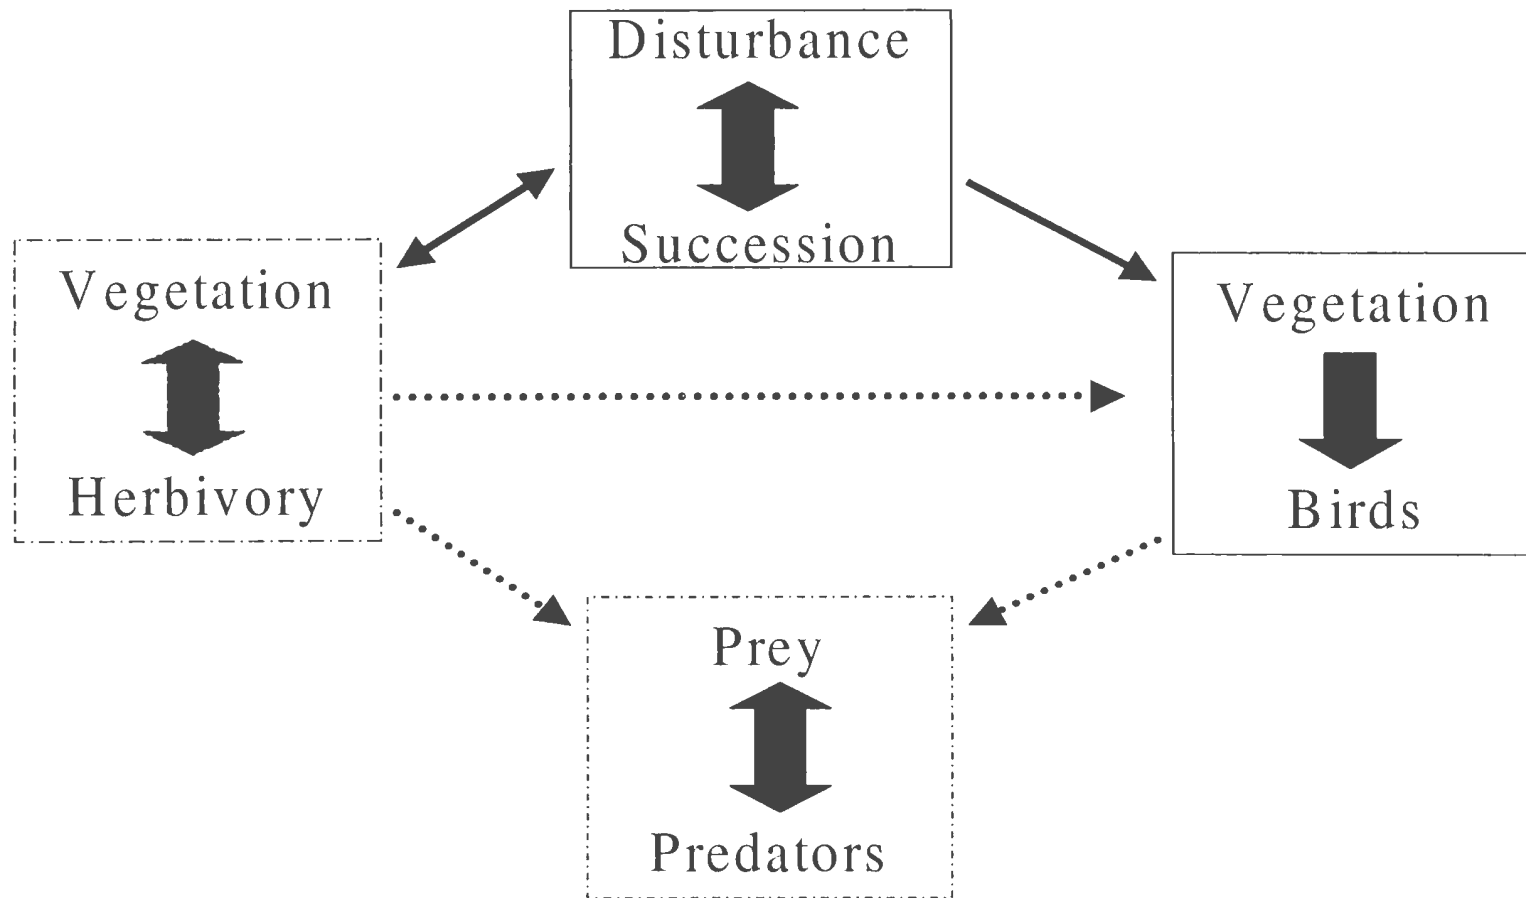 Disturbance
Succession
Vegetation
Herbivory
Vegetation
Birds
Prey
Predators